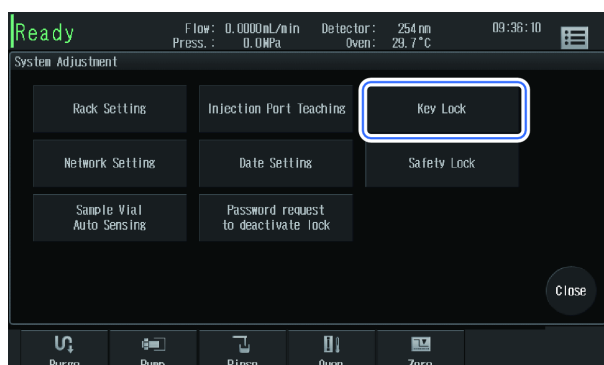 Ready
Flow: 0.0000mL/min Detector: 254 nm 09:36:10
Press. : 0.0MPa Oven: 29.7°C
System Adjustment
Rack Setting
Injection Port Teaching
Key Lock
Network Setting
Date Setting
Safety Lock
Sample Vial
Auto Sensing
Password request
to deactivate lock
Close
Purge Pump Rinse Oven Zero